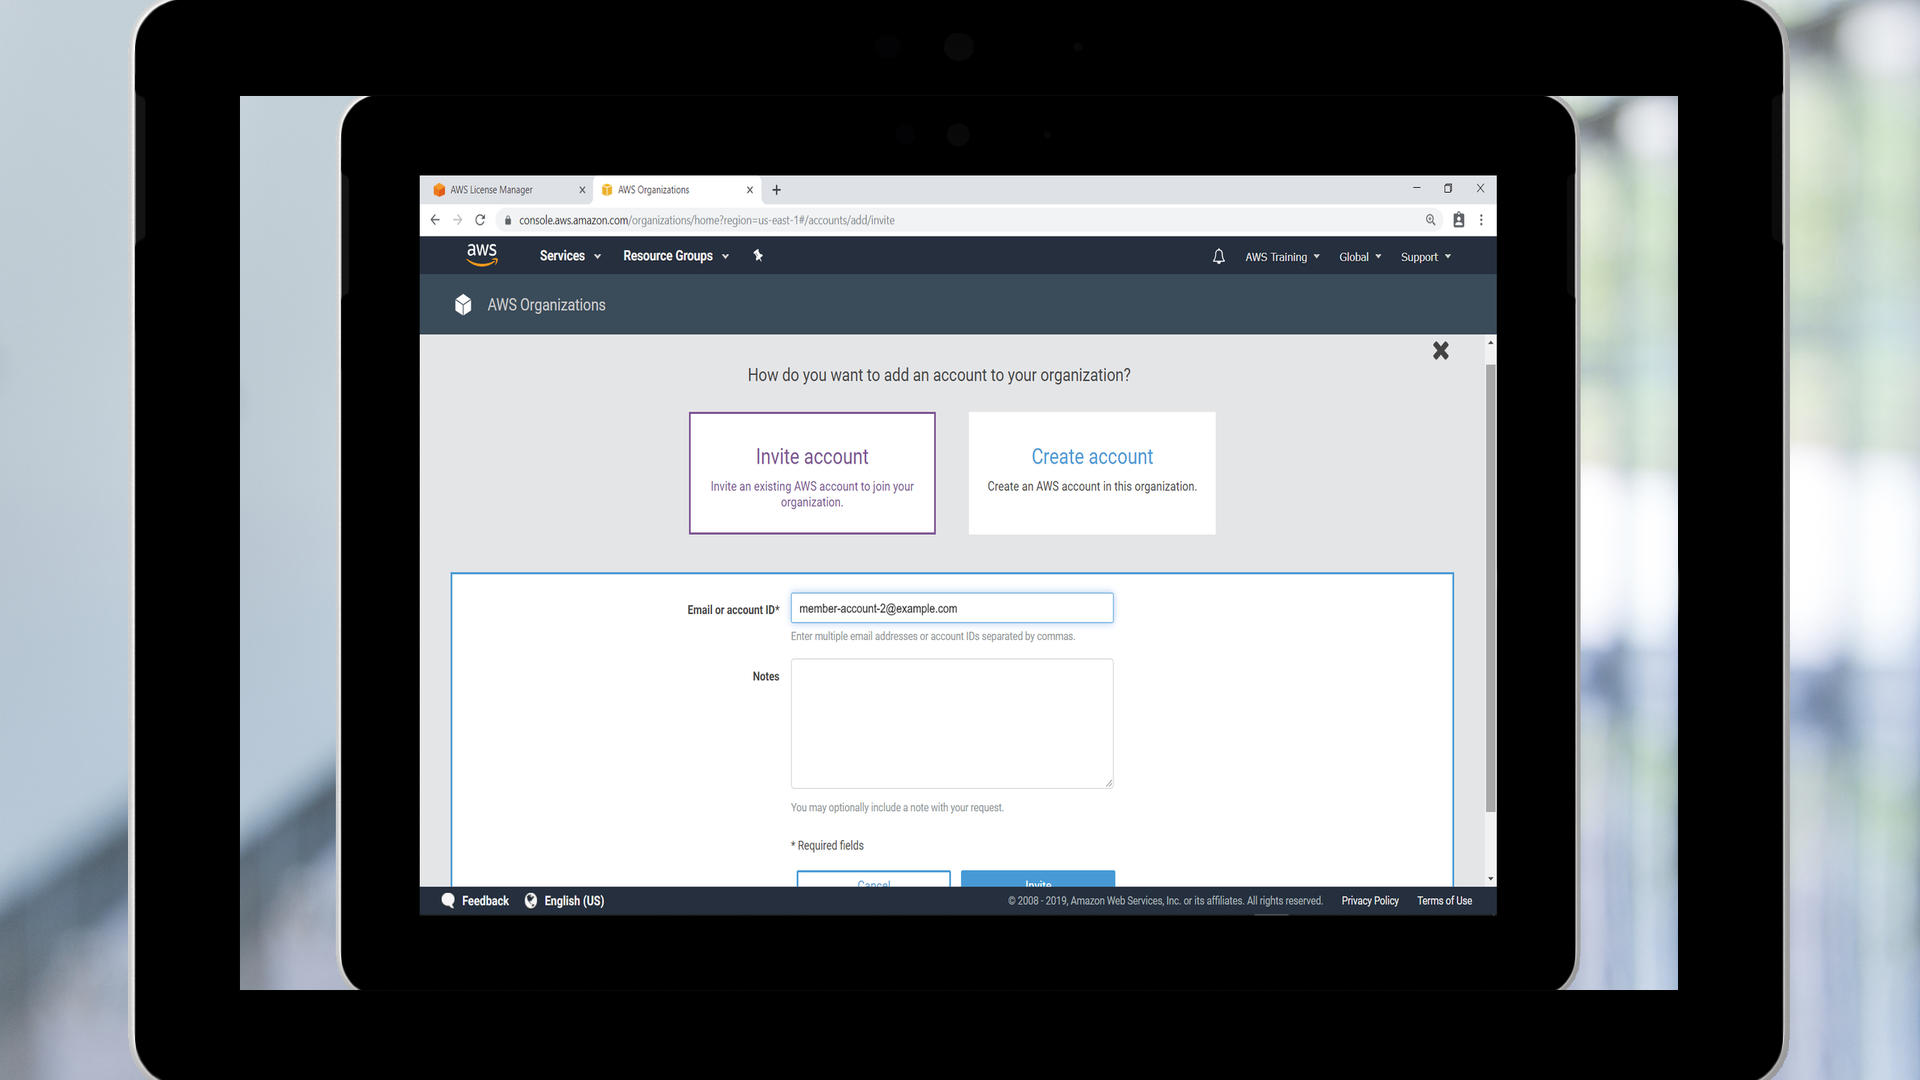 AWS License Manager
AWS Organizations
console.aws.amazon.com/organizations/home?region=us-east-1#/accounts/add/invite
aws
Services
Resource Groups
AWS Training
Global
Support
AWS Organizations
How do you want to add an account to your organization?
Invite account
Invite an existing AWS account to join your
organization.
Create account
Create an AWS account in this organization.
Email or account ID*
member-account-2@example.com
Enter multiple email addresses or account IDs separated by commas.
Notes
You may optionally include a note with your request.
* Required fields
Cancel
Invite
Feedback
English (US)
© 2008 - 2019, Amazon Web Services, Inc. or its affiliates. All rights reserved.
Privacy Policy
Terms of Use